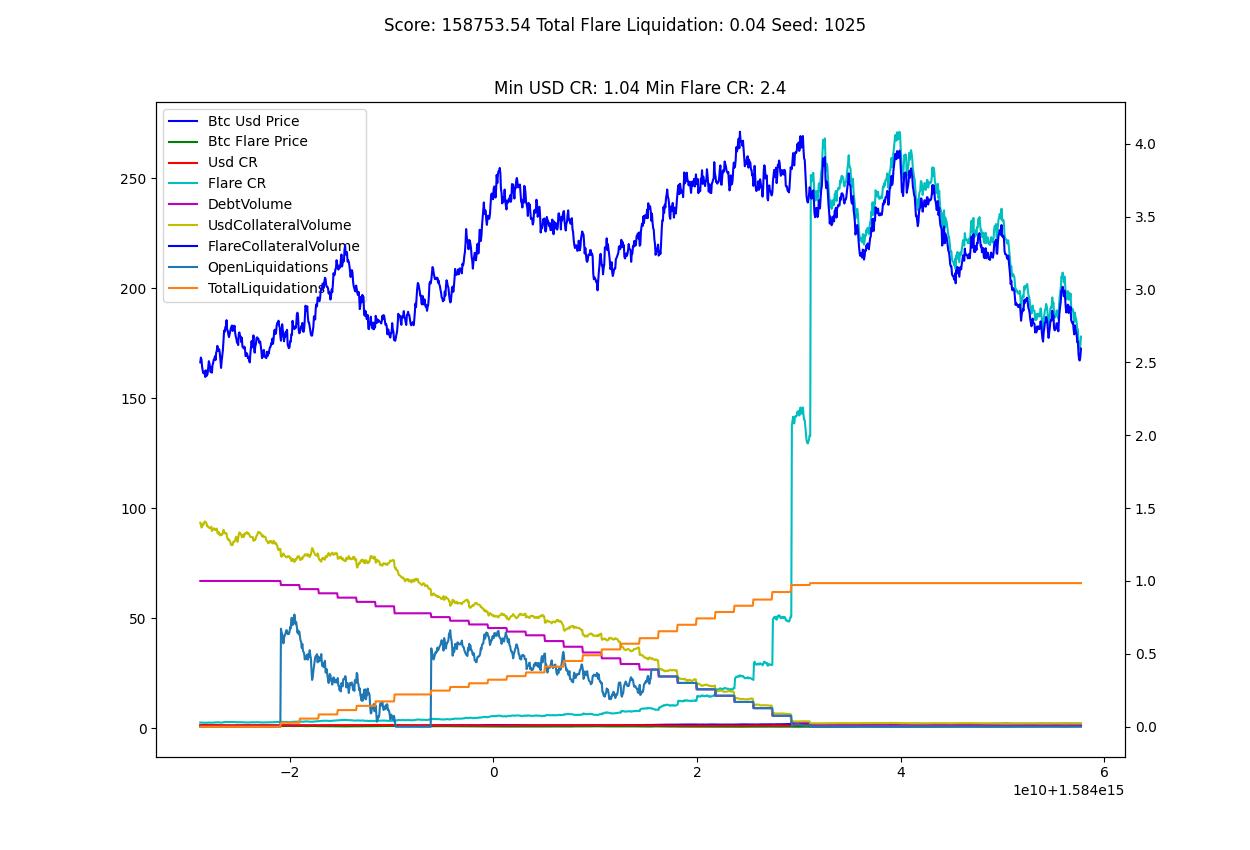 Score: 158753.54 Total Flare Liquidation: 0.04 Seed: 1025
Min USD CR: 1.04 Min Flare CR: 2.4
Btc Usd Price
Btc Flare Price
Usd CR
Flare CR
DebtVolume
UsdCollateralVolume
FlareCollateralVolume
OpenLiquidations
TotalLiquidations
250
200
150
100
50
0
4.0
3.5
3.0
2.5
2.0
1.5
1.0
0.5
0.0
−2 0 2 4 6
1e10+1.584e15